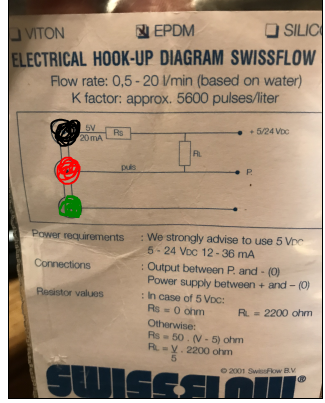 VITON EPDM SILIC
ELECTRICAL HOOK-UP DIAGRAM SWISSFLOW
Flow rate: 0,5 - 20 l/min (based on water)
K factor: approx. 5600 pulses/liter
5V
20mA
Rs
+ 5/24 VDC
RL
puls
P.
-
Power requirements : We strongly advise to use 5 VDC
5 - 24 VDC 12 - 36 mA
Connections : Output between P. and - (0)
Power supply between + and – (0)
Resistor values : In case of 5 VDC:
Rs = 0 ohm RL = 2200 ohm
Otherwise:
Rs = 50 . (V - 5) ohm
RL = V/5 . 2200 ohm
© 2001 SwissFlow B.V.
SWISSFLOW®